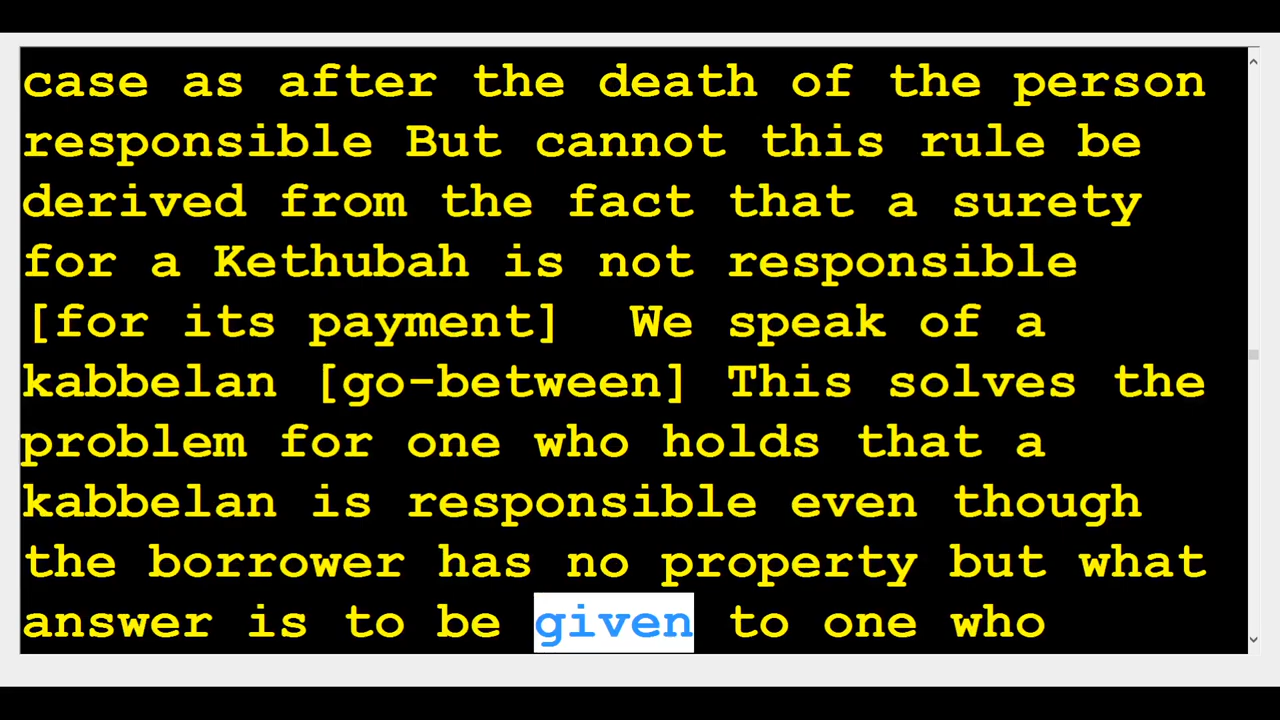 case as after the death of the person
responsible But cannot this rule be
derived from the fact that a surety
for a Kethubah is not responsible
[for its payment]  We speak of a
kabbelan [go-between] This solves the
problem for one who holds that a
kabbelan is responsible even though
the borrower has no property but what
answer is to be given to one who